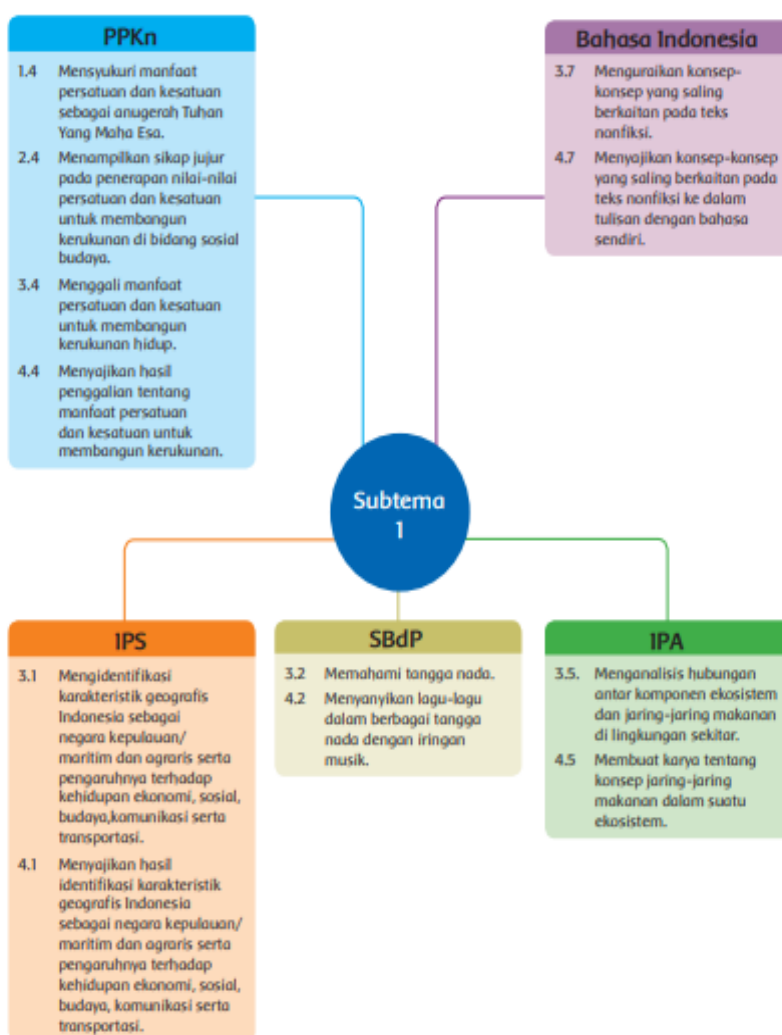 PPKn
1.4 Mensyukuri manfaat
persatuan dan kesatuan
sebagai anugerah Tuhan
Yang Maha Esa.
2.4 Menampilkan sikap jujur
pada penerapan nilai-nilai
persatuan dan kesatuan
untuk membangun
kerukunan di bidang sosial
budaya.
3.4 Menggali manfaat
persatuan dan kesatuan
untuk membangun
kerukunan hidup.
4.4 Menyajikan hasil
penggalian tentang
manfaat persatuan
dan kesatuan untuk
membangun kerukunan.
Bahasa Indonesia
3.7 Menguraikan konsep-
konsep yang saling
berkaitan pada teks
nonfiksi.
4.7 Menyajikan konsep-konsep
yang saling berkaitan pada
teks nonfiksi ke dalam
tulisan dengan bahasa
sendiri.
Subtema
1
IPS
3.1 Mengidentifikasi
karakteristik geografis
Indonesia sebagai
negara kepulauan/
maritim dan agraris serta
pengaruhnya terhadap
kehidupan ekonomi, sosial,
budaya,komunikasi serta
transportasi.
4.1 Menyajikan hasil
identifikasi karakteristik
geografis Indonesia
sebagai negara kepulauan/
maritim dan agraris serta
pengaruhnya terhadap
kehidupan ekonomi, sosial,
budaya, komunikasi serta
transportasi.
SBdP
3.2 Memahami tangga nada.
4.2 Menyanyikan lagu-lagu
dalam berbagai tangga
nada dengan iringan
musik.
IPA
3.5. Menganalisis hubungan
antar komponen ekosistem
dan jaring-jaring makanan
di lingkungan sekitar.
4.5 Membuat karya tentang
konsep jaring-jaring
makanan dalam suatu
ekosistem.